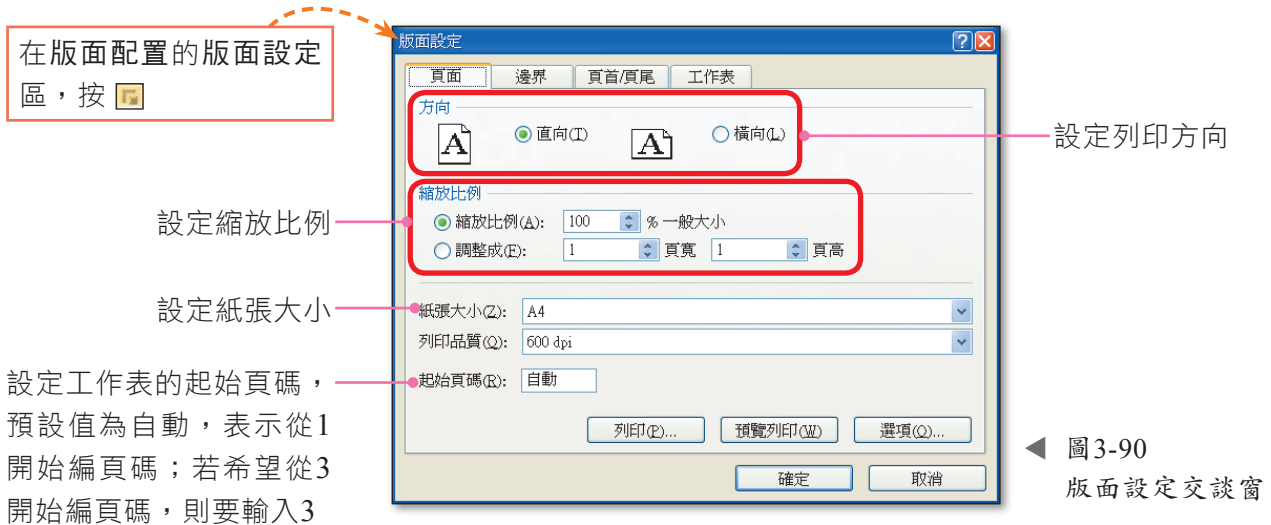 在版面配置的版面設定
區，按
版面設定
頁面 邊界 頁首/頁尾 工作表
方向
A 直向(T) A 橫向(L)
設定列印方向
縮放比例
設定縮放比例
縮放比例(A): 100 % 一般大小
調整成(F): 1 頁寬 1 頁高
設定紙張大小
紙張大小(Z): A4
列印品質(Q): 600 dpi
設定工作表的起始頁碼，
預設值為自動，表示從1
開始編頁碼；若希望從3
開始編頁碼，則要輸入3
起始頁碼(R): 自動
列印(P)... 預覽列印(W) 選項(O)...
確定 取消
◀ 圖3-90
版面設定交談窗